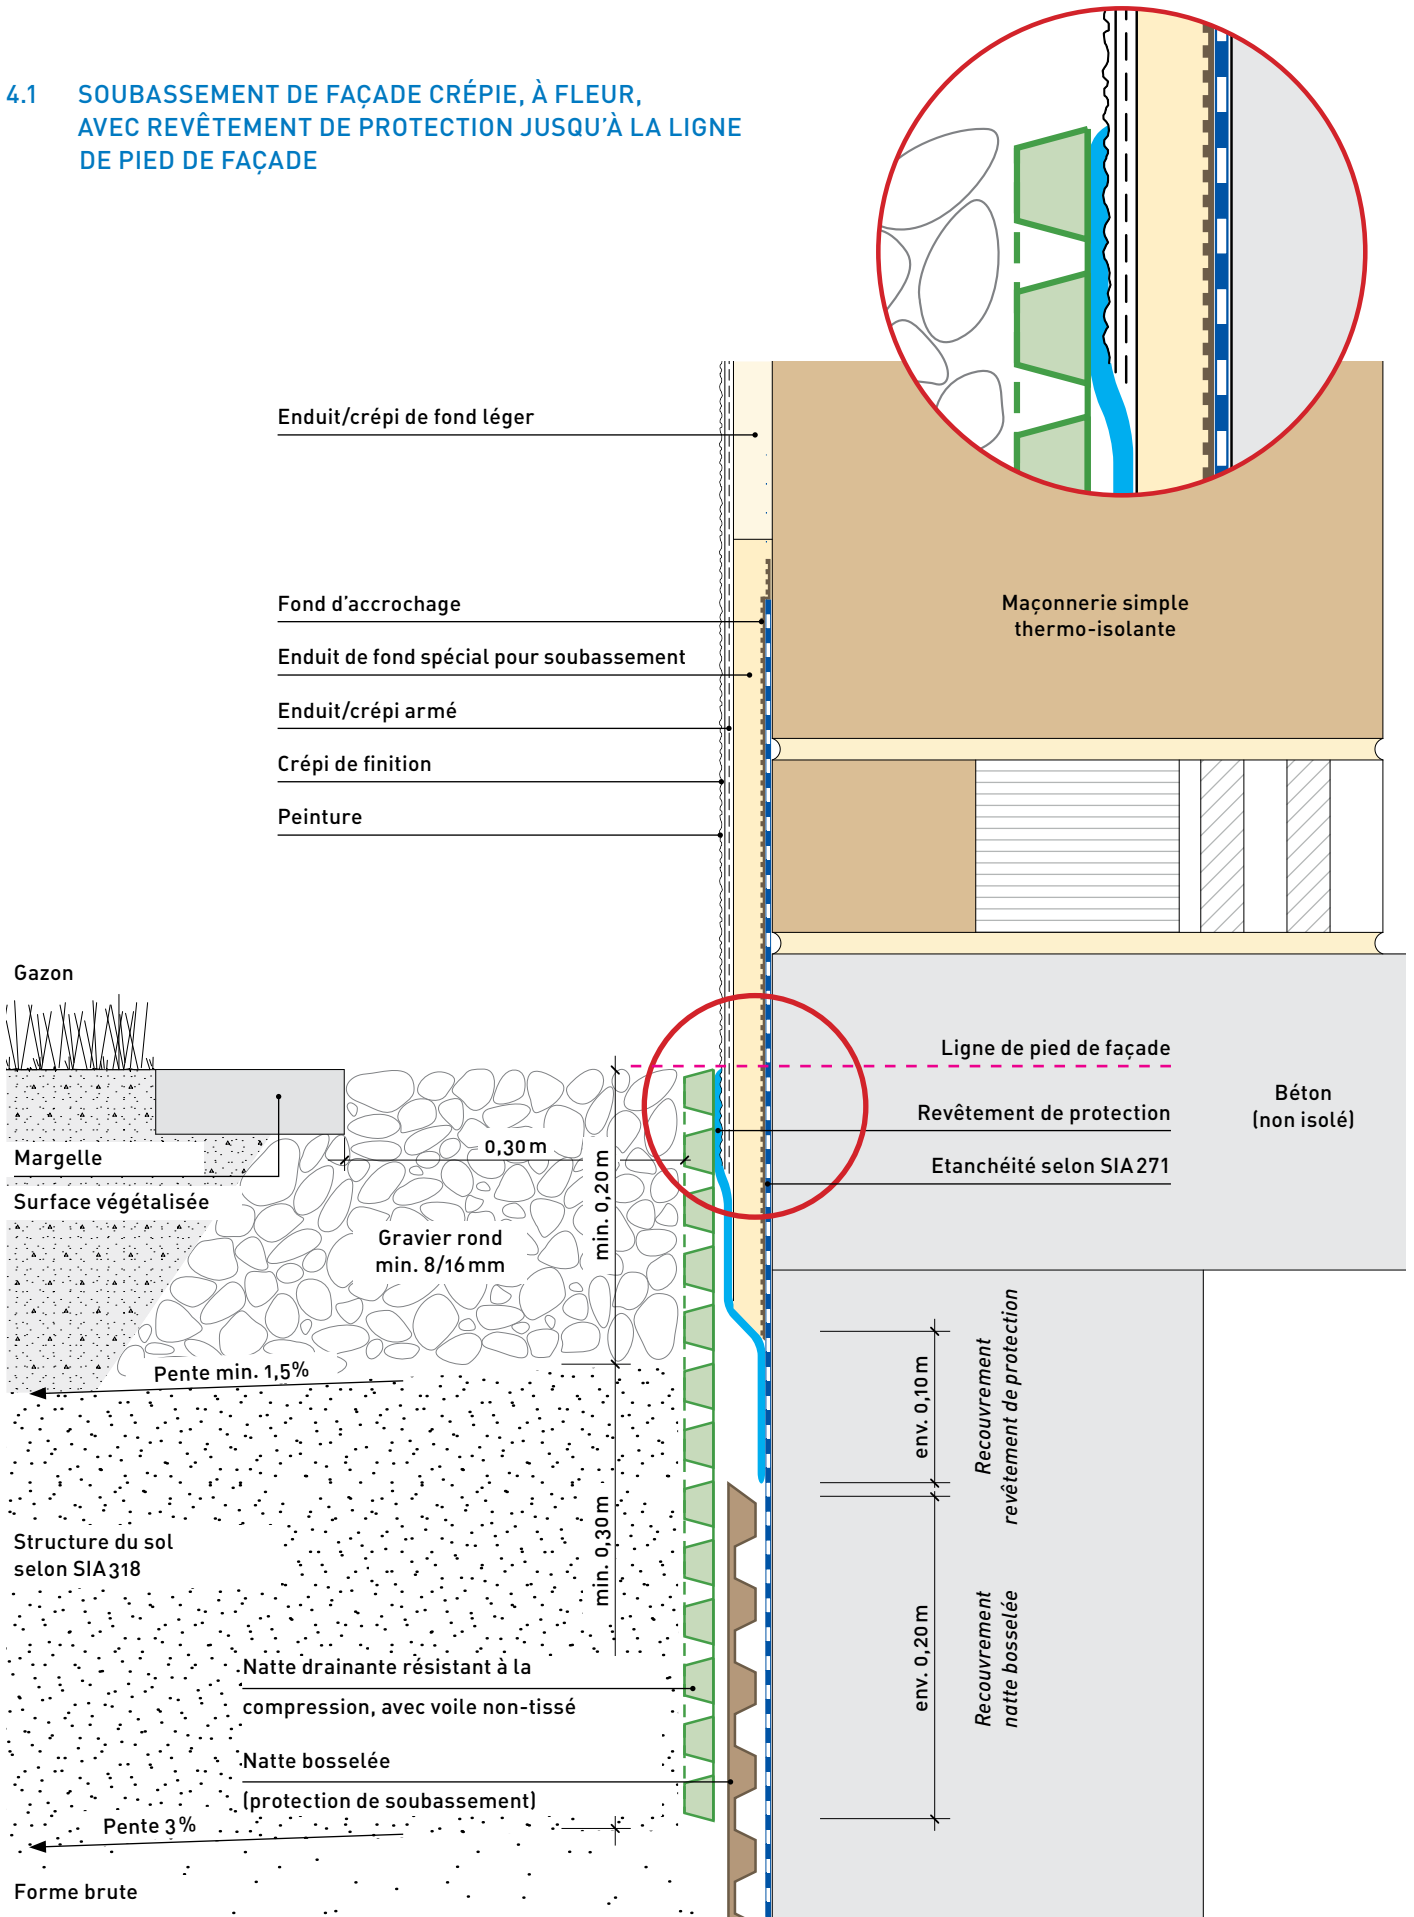 4.1 SOUBASSEMENT DE FAÇADE CRÉPIE, À FLEUR,
AVEC REVÊTEMENT DE PROTECTION JUSQU'À LA LIGNE
DE PIED DE FAÇADE
Enduit/crépi de fond léger
Fond d'accrochage
Enduit de fond spécial pour soubassement
Enduit/crépi armé
Crépi de finition
Peinture
Maçonnerie simple
thermo-isolante
Gazon
Ligne de pied de façade
Revêtement de protection
Etanchéité selon SIA 271
Béton
(non isolé)
Margelle
Surface végétalisée
0,30 m
min. 0,20 m
Gravier rond
min. 8/16 mm
Pente min. 1,5%
env. 0,10 m
Recouvrement
revêtement de protection
min. 0,30 m
Structure du sol
selon SIA 318
env. 0,20 m
Recouvrement
natte bosselée
Natte drainante résistant à la
compression, avec voile non-tissé
Natte bosselée
(protection de soubassement)
Pente 3%
Forme brute